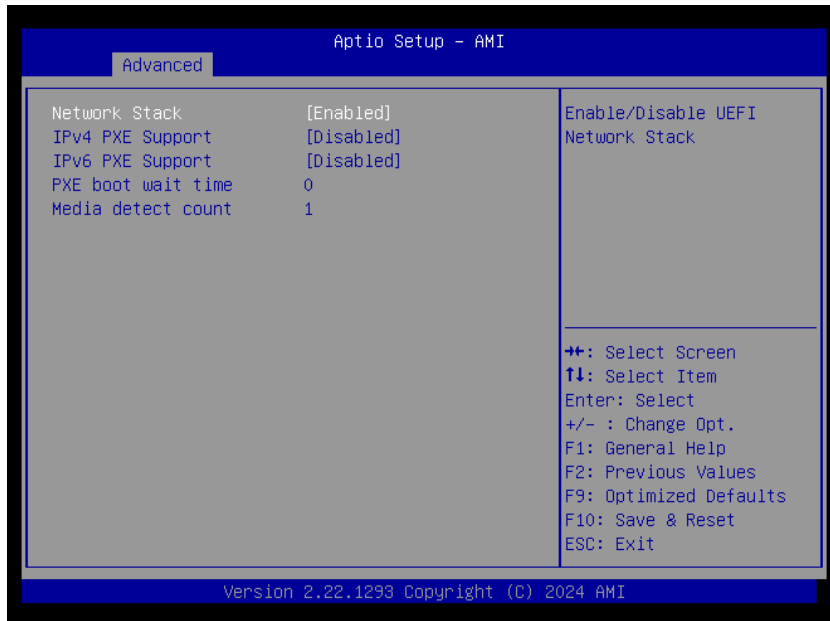 Aptio Setup – AMI
Advanced
Network Stack [Enabled]
IPv4 PXE Support [Disabled]
IPv6 PXE Support [Disabled]
PXE boot wait time 0
Media detect count 1
Enable/Disable UEFI
Network Stack
→←: Select Screen
↑↓: Select Item
Enter: Select
+/- : Change Opt.
F1: General Help
F2: Previous Values
F9: Optimized Defaults
F10: Save & Reset
ESC: Exit
Version 2.22.1293 Copyright (C) 2024 AMI